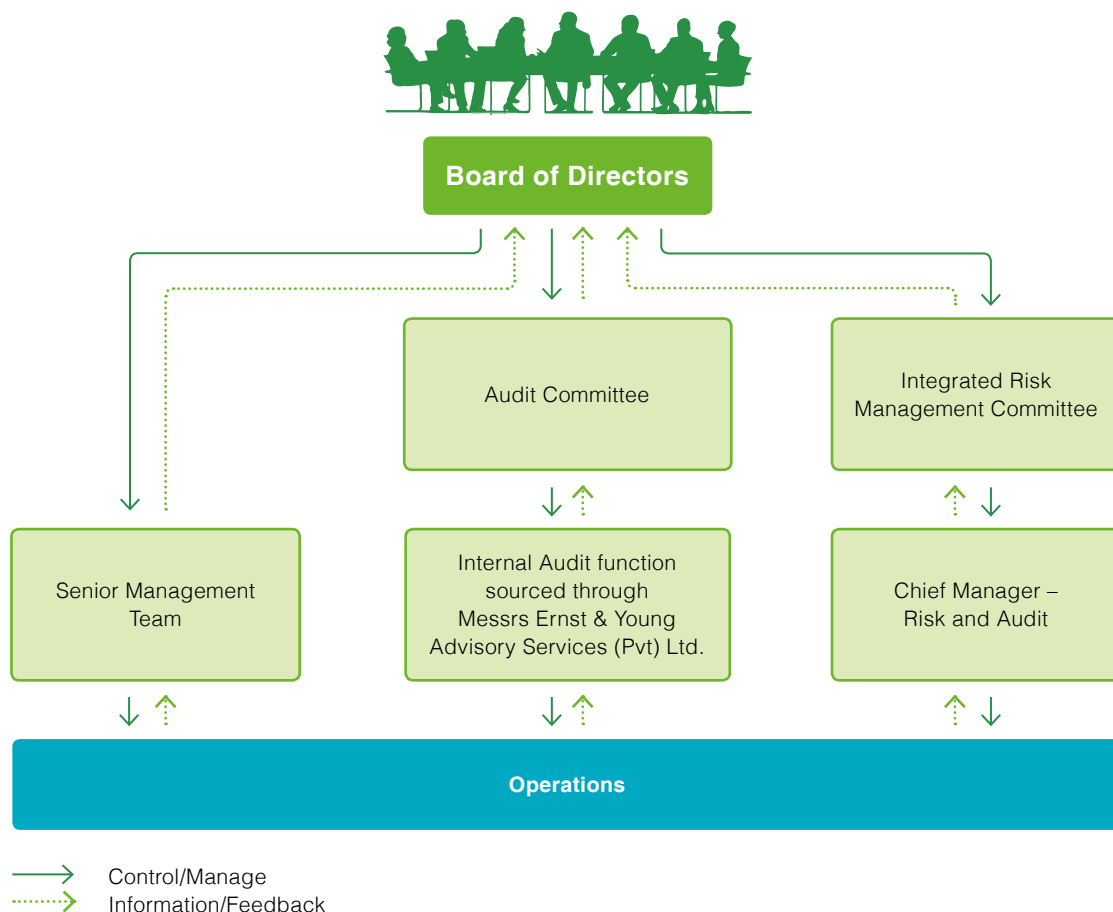 Board of Directors
Audit Committee
Integrated Risk
Management Committee
Senior Management
Team
Internal Audit function
sourced through
Messrs Ernst & Young
Advisory Services (Pvt) Ltd.
Chief Manager –
Risk and Audit
Operations
Control/Manage
Information/Feedback